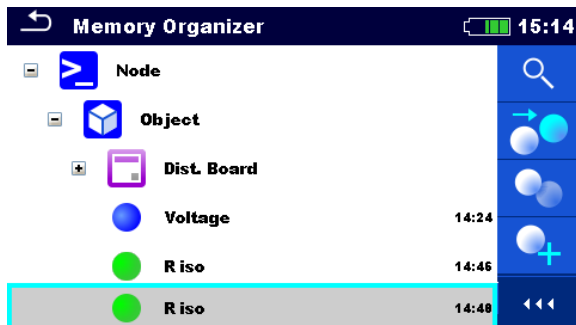 Memory Organizer 15:14
Node
Object
Dist. Board
Voltage 14:24
R iso 14:46
R iso 14:48